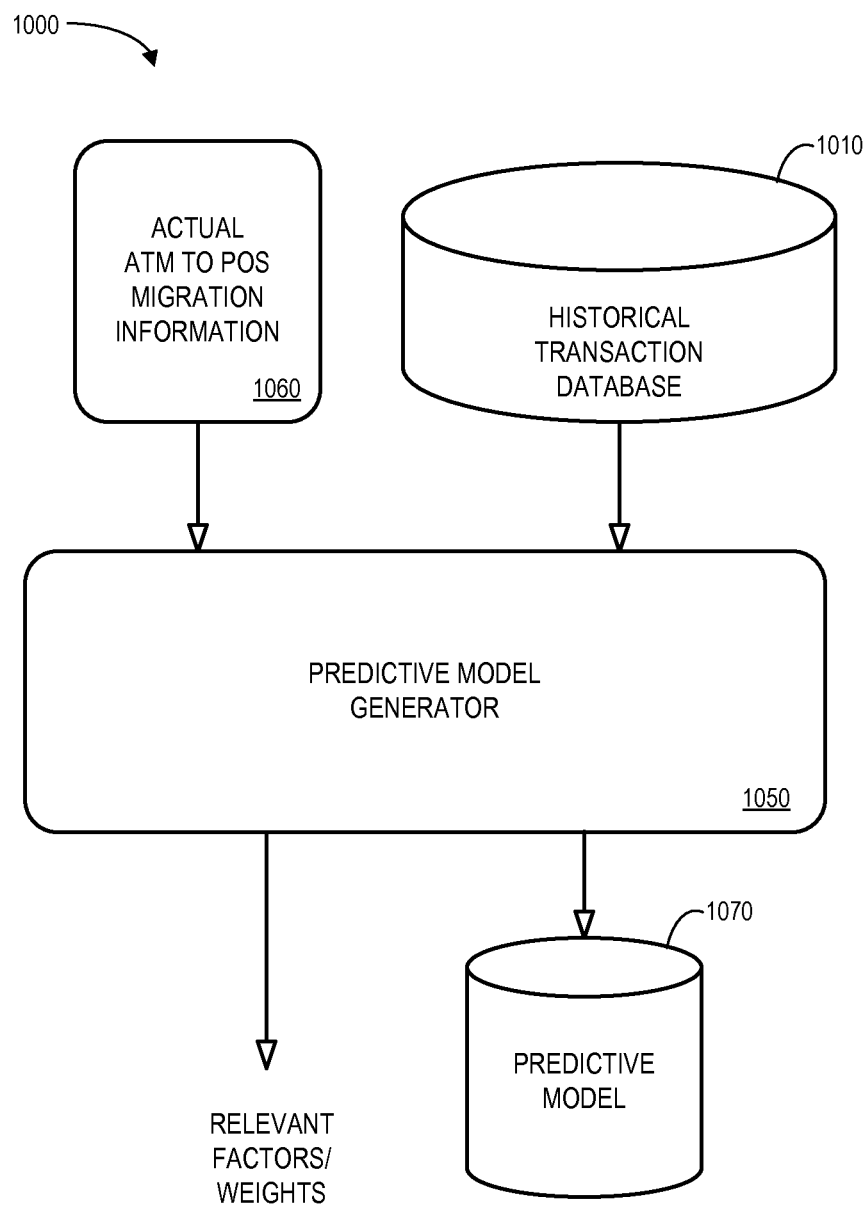 1000
1010
ACTUAL
ATM TO POS
MIGRATION
INFORMATION
1060
HISTORICAL
TRANSACTION
DATABASE
PREDICTIVE MODEL
GENERATOR
1050
1070
PREDICTIVE
MODEL
RELEVANT
FACTORS/
WEIGHTS